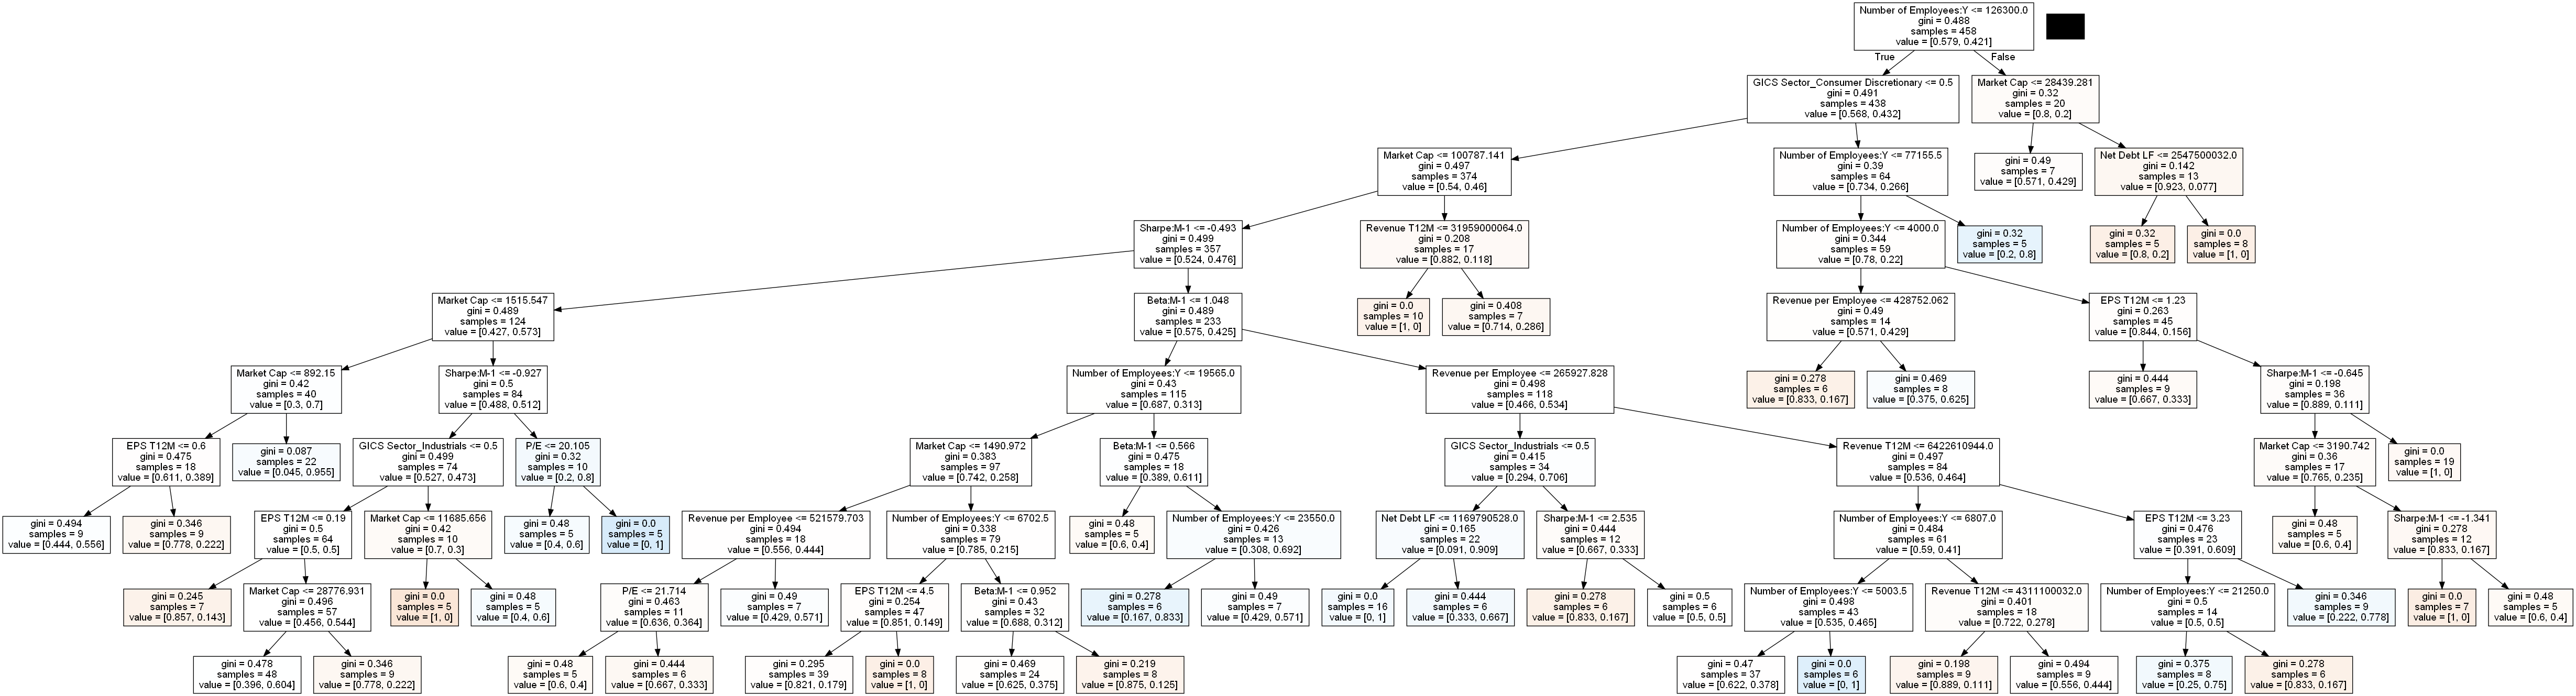 Number of Employees:Y <= 126300.0
gini = 0.488
samples = 458
value = [0.579, 0.421]
True
False
GICS Sector_Consumer Discretionary <= 0.5
gini = 0.491
samples = 438
value = [0.568, 0.432]
Market Cap <= 28439.281
gini = 0.32
samples = 20
value = [0.8, 0.2]
Market Cap <= 100787.141
gini = 0.497
samples = 374
value = [0.54, 0.46]
Number of Employees:Y <= 77155.5
gini = 0.39
samples = 64
value = [0.734, 0.266]
gini = 0.49
samples = 7
value = [0.571, 0.429]
Net Debt LF <= 2547500032.0
gini = 0.142
samples = 13
value = [0.923, 0.077]
Sharpe:M-1 <= -0.493
gini = 0.499
samples = 357
value = [0.524, 0.476]
Revenue T12M <= 31959000064.0
gini = 0.208
samples = 17
value = [0.882, 0.118]
Number of Employees:Y <= 4000.0
gini = 0.344
samples = 59
value = [0.78, 0.22]
gini = 0.32
samples = 5
value = [0.2, 0.8]
gini = 0.32
samples = 5
value = [0.8, 0.2]
gini = 0.0
samples = 8
value = [1, 0]
Market Cap <= 1515.547
gini = 0.489
samples = 124
value = [0.427, 0.573]
Beta:M-1 <= 1.048
gini = 0.489
samples = 233
value = [0.575, 0.425]
gini = 0.0
samples = 10
value = [1, 0]
gini = 0.408
samples = 7
value = [0.714, 0.286]
Revenue per Employee <= 428752.062
gini = 0.49
samples = 14
value = [0.571, 0.429]
EPS T12M <= 1.23
gini = 0.263
samples = 45
value = [0.844, 0.156]
Market Cap <= 892.15
gini = 0.42
samples = 40
value = [0.3, 0.7]
Sharpe:M-1 <= -0.927
gini = 0.5
samples = 84
value = [0.488, 0.512]
Number of Employees:Y <= 19565.0
gini = 0.43
samples = 115
value = [0.687, 0.313]
Revenue per Employee <= 265927.828
gini = 0.498
samples = 118
value = [0.466, 0.534]
gini = 0.278
samples = 6
value = [0.833, 0.167]
gini = 0.469
samples = 8
value = [0.375, 0.625]
gini = 0.444
samples = 9
value = [0.667, 0.333]
Sharpe:M-1 <= -0.645
gini = 0.198
samples = 36
value = [0.889, 0.111]
EPS T12M <= 0.6
gini = 0.475
samples = 18
value = [0.611, 0.389]
gini = 0.087
samples = 22
value = [0.045, 0.955]
GICS Sector_Industrials <= 0.5
gini = 0.499
samples = 74
value = [0.527, 0.473]
P/E <= 20.105
gini = 0.32
samples = 10
value = [0.2, 0.8]
Market Cap <= 1490.972
gini = 0.383
samples = 97
value = [0.742, 0.258]
Beta:M-1 <= 0.566
gini = 0.475
samples = 18
value = [0.389, 0.611]
GICS Sector_Industrials <= 0.5
gini = 0.415
samples = 34
value = [0.294, 0.706]
Revenue T12M <= 6422610944.0
gini = 0.497
samples = 84
value = [0.536, 0.464]
Market Cap <= 3190.742
gini = 0.36
samples = 17
value = [0.765, 0.235]
gini = 0.0
samples = 19
value = [1, 0]
gini = 0.494
samples = 9
value = [0.444, 0.556]
gini = 0.346
samples = 9
value = [0.778, 0.222]
EPS T12M <= 0.19
gini = 0.5
samples = 64
value = [0.5, 0.5]
Market Cap <= 11685.656
gini = 0.42
samples = 10
value = [0.7, 0.3]
gini = 0.48
samples = 5
value = [0.4, 0.6]
gini = 0.0
samples = 5
value = [0, 1]
Revenue per Employee <= 521579.703
gini = 0.494
samples = 18
value = [0.556, 0.444]
Number of Employees:Y <= 6702.5
gini = 0.338
samples = 79
value = [0.785, 0.215]
gini = 0.48
samples = 5
value = [0.6, 0.4]
Number of Employees:Y <= 23550.0
gini = 0.426
samples = 13
value = [0.308, 0.692]
Net Debt LF <= 1169790528.0
gini = 0.165
samples = 22
value = [0.091, 0.909]
Sharpe:M-1 <= 2.535
gini = 0.444
samples = 12
value = [0.667, 0.333]
Number of Employees:Y <= 6807.0
gini = 0.484
samples = 61
value = [0.59, 0.41]
EPS T12M <= 3.23
gini = 0.476
samples = 23
value = [0.391, 0.609]
gini = 0.48
samples = 5
value = [0.6, 0.4]
Sharpe:M-1 <= -1.341
gini = 0.278
samples = 12
value = [0.833, 0.167]
gini = 0.245
samples = 7
value = [0.857, 0.143]
Market Cap <= 28776.931
gini = 0.496
samples = 57
value = [0.456, 0.544]
gini = 0.0
samples = 5
value = [1, 0]
gini = 0.48
samples = 5
value = [0.4, 0.6]
P/E <= 21.714
gini = 0.463
samples = 11
value = [0.636, 0.364]
gini = 0.49
samples = 7
value = [0.429, 0.571]
EPS T12M <= 4.5
gini = 0.254
samples = 47
value = [0.851, 0.149]
Beta:M-1 <= 0.952
gini = 0.43
samples = 32
value = [0.688, 0.312]
gini = 0.278
samples = 6
value = [0.167, 0.833]
gini = 0.49
samples = 7
value = [0.429, 0.571]
gini = 0.0
samples = 16
value = [0, 1]
gini = 0.444
samples = 6
value = [0.333, 0.667]
gini = 0.278
samples = 6
value = [0.833, 0.167]
gini = 0.5
samples = 6
value = [0.5, 0.5]
Number of Employees:Y <= 5003.5
gini = 0.498
samples = 43
value = [0.535, 0.465]
Revenue T12M <= 4311100032.0
gini = 0.401
samples = 18
value = [0.722, 0.278]
Number of Employees:Y <= 21250.0
gini = 0.5
samples = 14
value = [0.5, 0.5]
gini = 0.346
samples = 9
value = [0.222, 0.778]
gini = 0.0
samples = 7
value = [1, 0]
gini = 0.48
samples = 5
value = [0.6, 0.4]
gini = 0.478
samples = 48
value = [0.396, 0.604]
gini = 0.346
samples = 9
value = [0.778, 0.222]
gini = 0.48
samples = 5
value = [0.6, 0.4]
gini = 0.444
samples = 6
value = [0.667, 0.333]
gini = 0.295
samples = 39
value = [0.821, 0.179]
gini = 0.0
samples = 8
value = [1, 0]
gini = 0.469
samples = 24
value = [0.625, 0.375]
gini = 0.219
samples = 8
value = [0.875, 0.125]
gini = 0.47
samples = 37
value = [0.622, 0.378]
gini = 0.0
samples = 6
value = [0, 1]
gini = 0.198
samples = 9
value = [0.889, 0.111]
gini = 0.494
samples = 9
value = [0.556, 0.444]
gini = 0.375
samples = 8
value = [0.25, 0.75]
gini = 0.278
samples = 6
value = [0.833, 0.167]